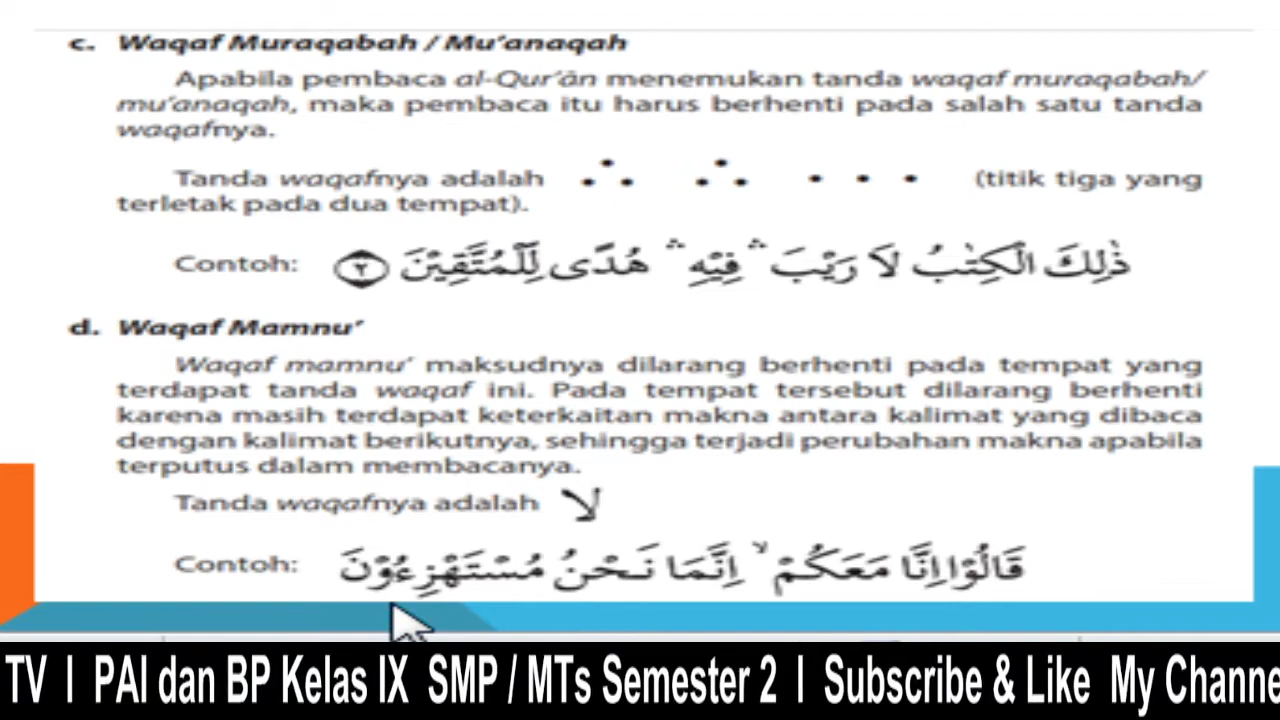 c. Waqaf Muraqabah / Mu'anaqah
Apabila pembaca al-Qur'ān menemukan tanda waqaf muraqabah/
mu'anaqah, maka pembaca itu harus berhenti pada salah satu tanda
waqafnya.
Tanda waqafnya adalah ∴ ∴ • • • (titik tiga yang
terletak pada dua tempat).
Contoh: ذٰلِكَ الْكِتٰبُ لَا رَيْبَ ۛ فِيْهِ ۛ هُدًى لِّلْمُتَّقِيْنَ ٢
d. Waqaf Mamnu'
Waqaf mamnu' maksudnya dilarang berhenti pada tempat yang
terdapat tanda waqaf ini. Pada tempat tersebut dilarang berhenti
karena masih terdapat keterkaitan makna antara kalimat yang dibaca
dengan kalimat berikutnya, sehingga terjadi perubahan makna apabila
terputus dalam membacanya.
Tanda waqafnya adalah لا
Contoh: قَالُوْٓا اِنَّا مَعَكُمْ ۙ اِنَّمَا نَحْنُ مُسْتَهْزِءُوْنَ
TV I PAI dan BP Kelas IX SMP / MTs Semester 2 I Subscribe & Like My Channe